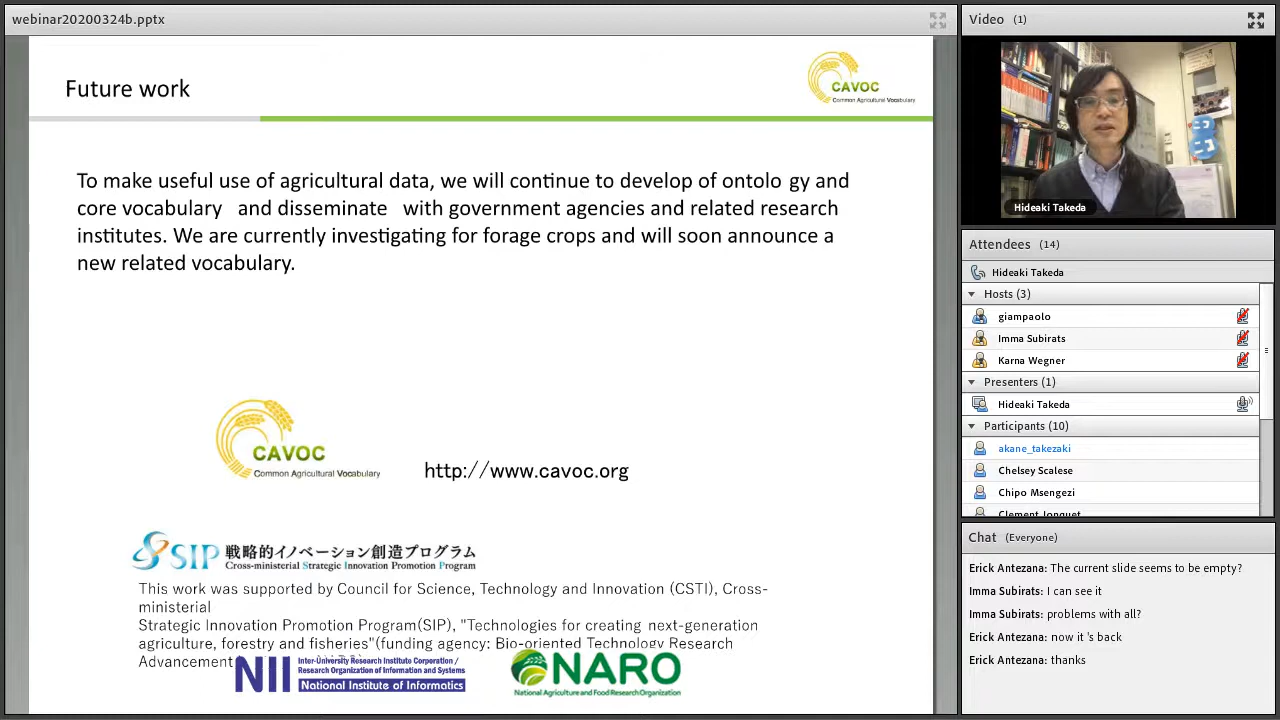 webinar20200324b.pptx
Future work
CAVOC
Common Agricultural Vocabulary
To make useful use of agricultural data, we will continue to develop of ontolo gy and
core vocabulary and disseminate with government agencies and related research
institutes. We are currently investigating for forage crops and will soon announce a
new related vocabulary.
CAVOC
Common Agricultural Vocabulary
http://www.cavoc.org
SIP 戦略的イノベーション創造プログラム
Cross-ministerial Strategic Innovation Promotion Program
This work was supported by Council for Science, Technology and Innovation (CSTI), Cross-
ministerial
Strategic Innovation Promotion Program(SIP), "Technologies for creating next-generation
agriculture, forestry and fisheries"(funding agency: Bio-oriented Technology Research
Advancement
NII
Inter-University Research Institute Corporation /
Research Organization of Information and Systems
National Institute of Informatics
NARO
National Agriculture and Food Research Organization
Video (1)
Hideaki Takeda
Attendees (14)
Hideaki Takeda
Hosts (3)
giampaolo
Imma Subirats
Karna Wegner
Presenters (1)
Hideaki Takeda
Participants (10)
akane_takezaki
Chelsey Scalese
Chipo Msengezi
Clement Jonquet
Chat (Everyone)
Erick Antezana: The current slide seems to be empty?
Imma Subirats: I can see it
Imma Subirats: problems with all?
Erick Antezana: now it 's back
Erick Antezana: thanks